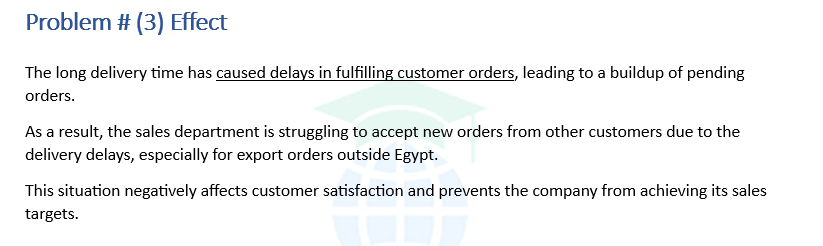 Problem # (3) Effect
The long delivery time has caused delays in fulfilling customer orders, leading to a buildup of pending
orders.
As a result, the sales department is struggling to accept new orders from other customers due to the
delivery delays, especially for export orders outside Egypt.
This situation negatively affects customer satisfaction and prevents the company from achieving its sales
targets.